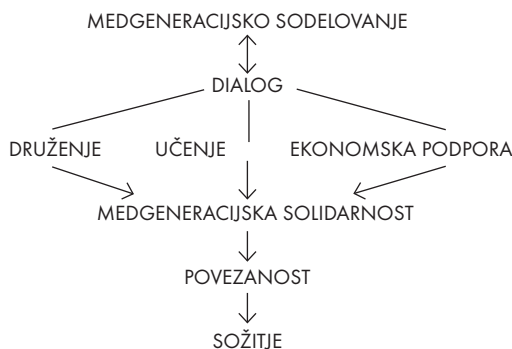 MEDGENERACIJSKO SODELOVANJE
DIALOG
DRUŽENJE UČENJE EKONOMSKA PODPORA
MEDGENERACIJSKA SOLIDARNOST
POVEZANOST
SOŽITJE